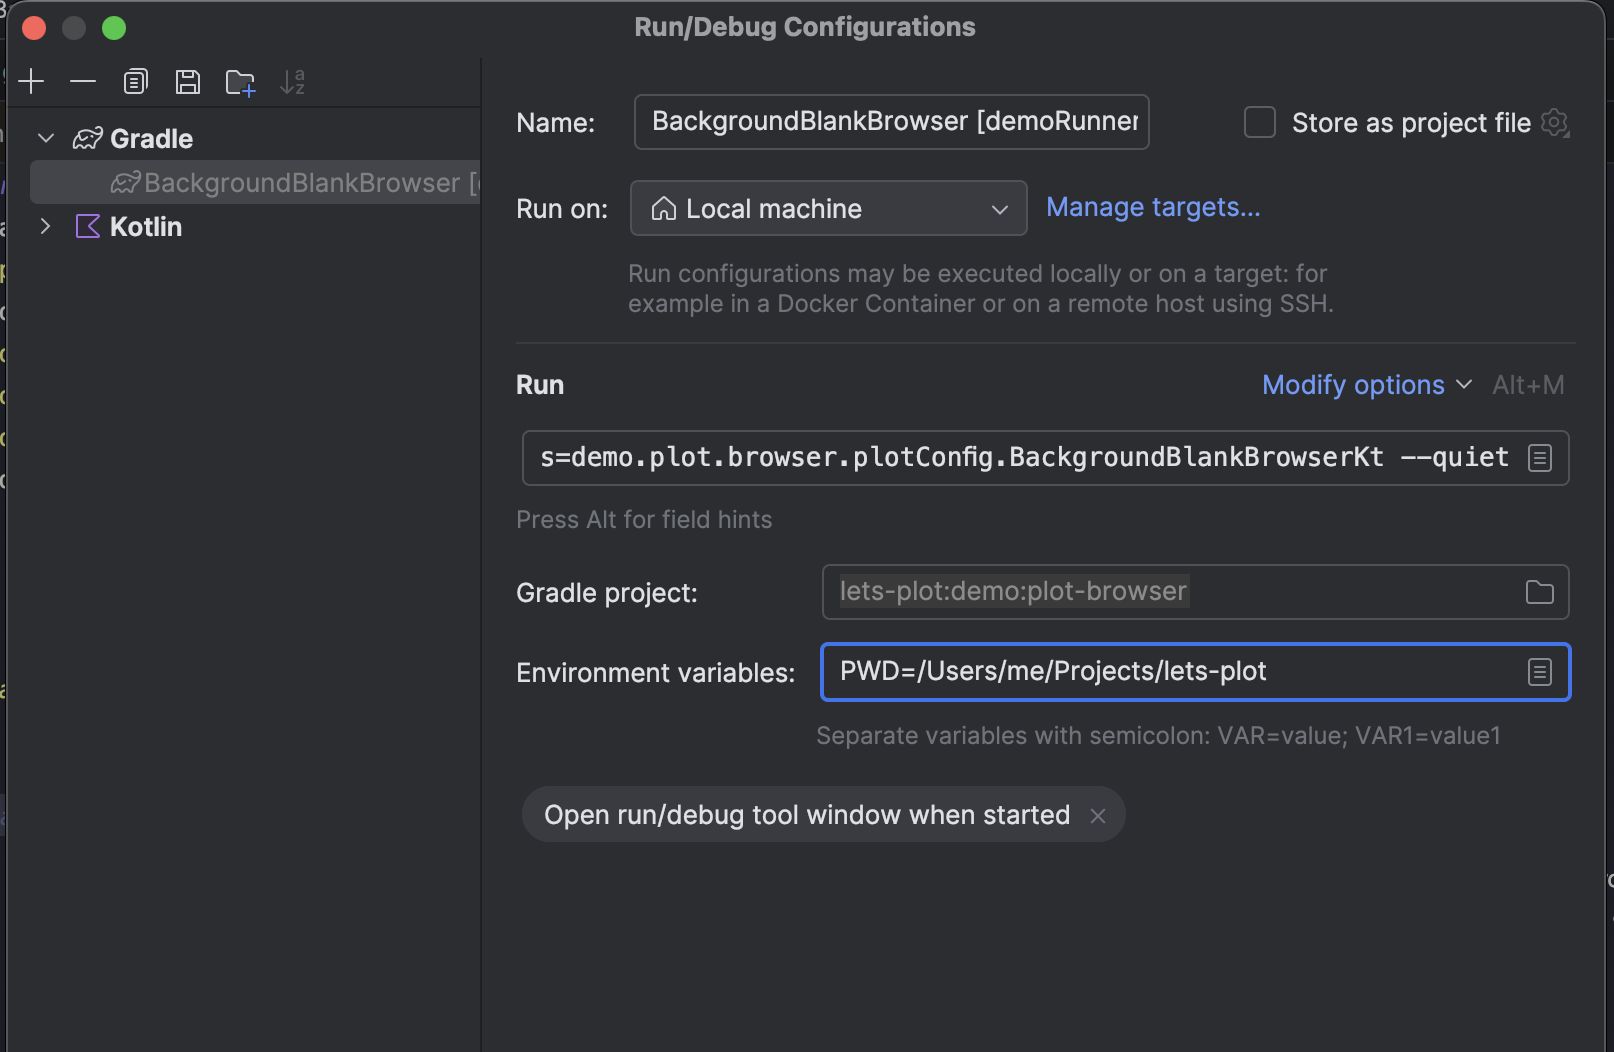 Run/Debug Configurations
Gradle
BackgroundBlankBrowser [
Kotlin
Name:
BackgroundBlankBrowser [demoRunner
Store as project file
Run on:
Local machine
Manage targets...
Run configurations may be executed locally or on a target: for
example in a Docker Container or on a remote host using SSH.
Run
Modify options
Alt+M
s=demo.plot.browser.plotConfig.BackgroundBlankBrowserKt --quiet
Press Alt for field hints
Gradle project:
lets-plot:demo:plot-browser
Environment variables:
PWD=/Users/me/Projects/lets-plot
Separate variables with semicolon: VAR=value; VAR1=value1
Open run/debug tool window when started